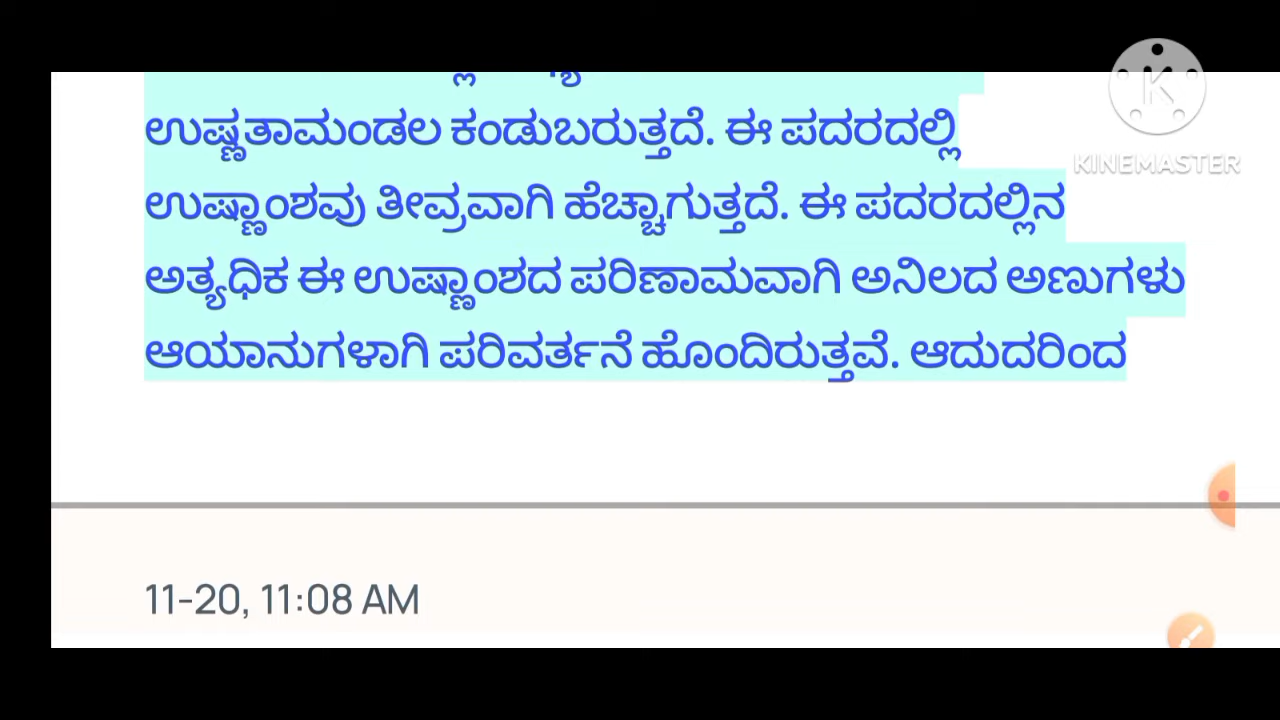 ಉಷ್ಣತಾಮಂಡಲ ಕಂಡುಬರುತ್ತದೆ. ಈ ಪದರದಲ್ಲಿ
ಉಷ್ಣಾಂಶವು ತೀವ್ರವಾಗಿ ಹೆಚ್ಚಾಗುತ್ತದೆ. ಈ ಪದರದಲ್ಲಿನ
ಅತ್ಯಧಿಕ ಈ ಉಷ್ಣಾಂಶದ ಪರಿಣಾಮವಾಗಿ ಅನಿಲದ ಅಣುಗಳು
ಆಯಾನುಗಳಾಗಿ ಪರಿವರ್ತನೆ ಹೊಂದಿರುತ್ತವೆ. ಆದುದರಿಂದ
11-20, 11:08 AM
K
KINEMASTER